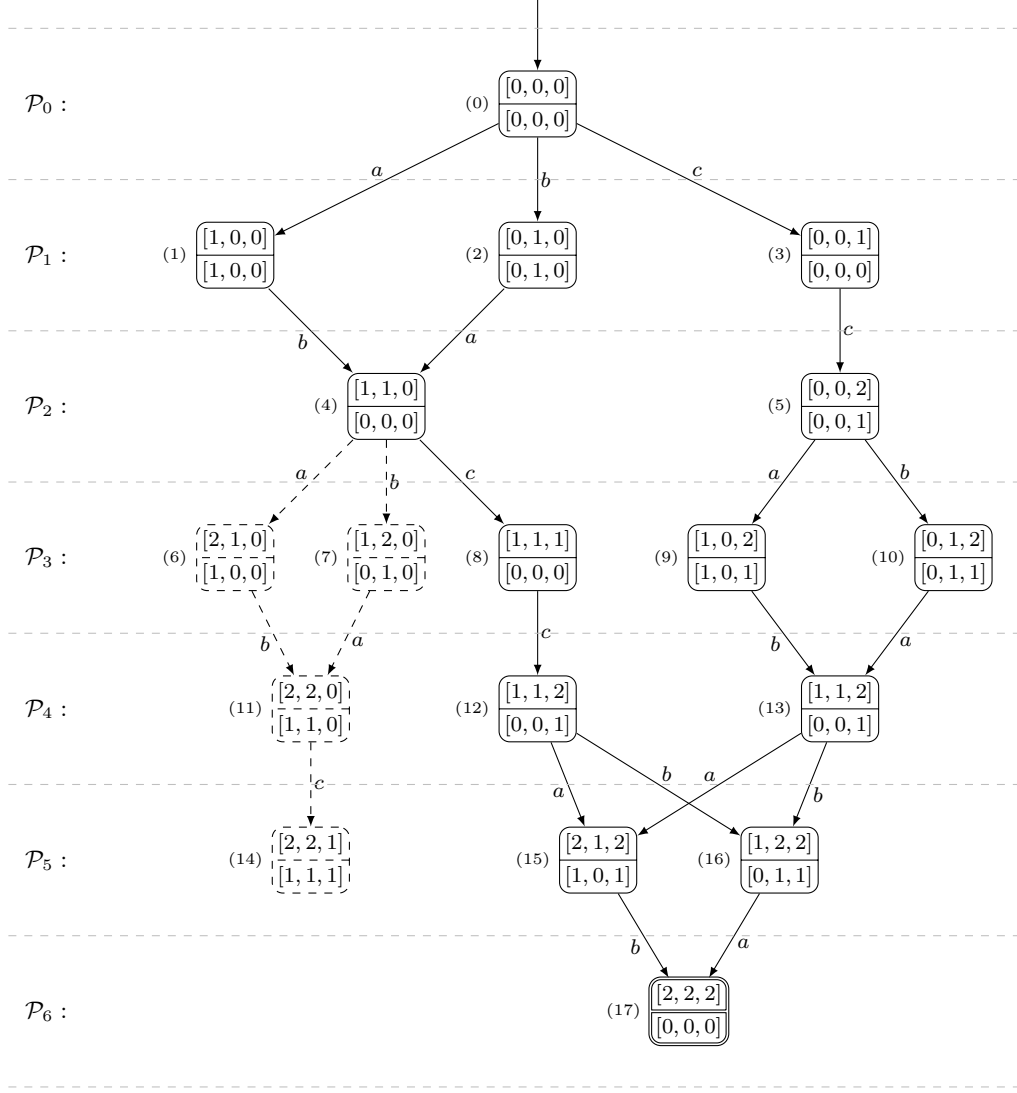 [0, 0, 0]
𝒫₀ : (0)
[0, 0, 0]
a b c
[1, 0, 0] [0, 1, 0] [0, 0, 1]
𝒫₁ : (1) (2) (3)
[1, 0, 0] [0, 1, 0] [0, 0, 0]
b a c
[1, 1, 0] [0, 0, 2]
𝒫₂ : (4) (5)
[0, 0, 0] [0, 0, 1]
a b c a b
[2, 1, 0] [1, 2, 0] [1, 1, 1] [1, 0, 2] [0, 1, 2]
𝒫₃ : (6) (7) (8) (9) (10)
[1, 0, 0] [0, 1, 0] [0, 0, 0] [1, 0, 1] [0, 1, 1]
b a c b a
[2, 2, 0] [1, 1, 2] [1, 1, 2]
𝒫₄ : (11) (12) (13)
[1, 1, 0] [0, 0, 1] [0, 0, 1]
c a b a b
[2, 2, 1] [2, 1, 2] [1, 2, 2]
𝒫₅ : (14) (15) (16)
[1, 1, 1] [1, 0, 1] [0, 1, 1]
b a
[2, 2, 2]
𝒫₆ : (17)
[0, 0, 0]